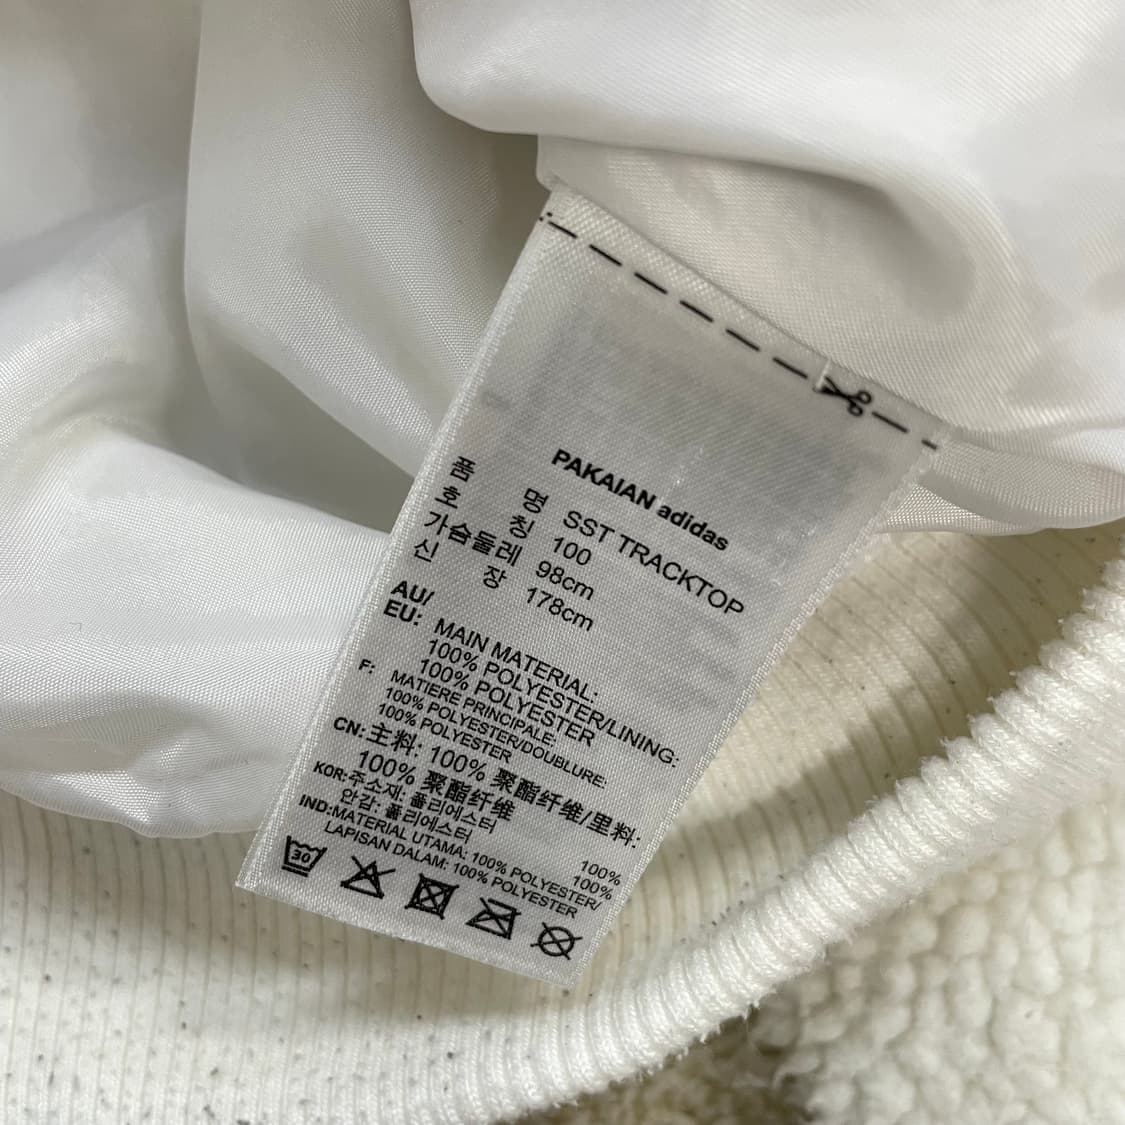 PAKAIAN adidas
품 명 SST TRACKTOP
호 칭 100
가슴둘레 98cm
신 장 178cm
AU/
EU: MAIN MATERIAL:
100% POLYESTER/LINING:
100% POLYESTER
F: MATIERE PRINCIPALE:
100% POLYESTER/DOUBLURE:
100% POLYESTER
CN:主料: 100% 聚酯纤维/里料:
100% 聚酯纤维
KOR:주소재: 폴리에스터 100%
안감: 폴리에스터 100%
IND:MATERIAL UTAMA: 100% POLYESTER/
LAPISAN DALAM: 100% POLYESTER
30